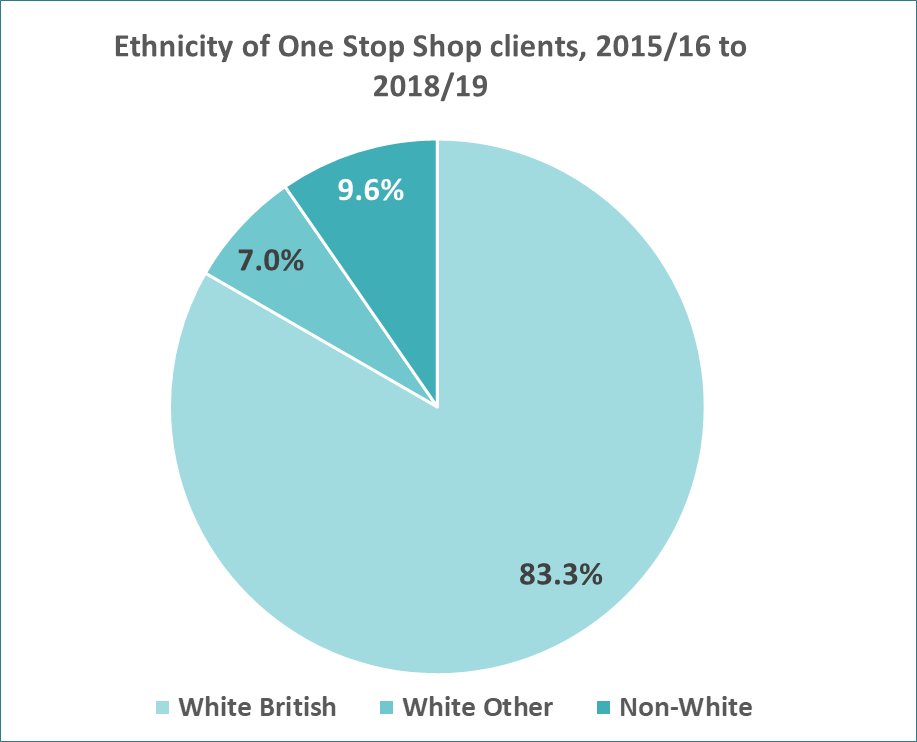 Ethnicity of One Stop Shop clients, 2015/16 to
2018/19
9.6%
7.0%
83.3%
White British White Other Non-White